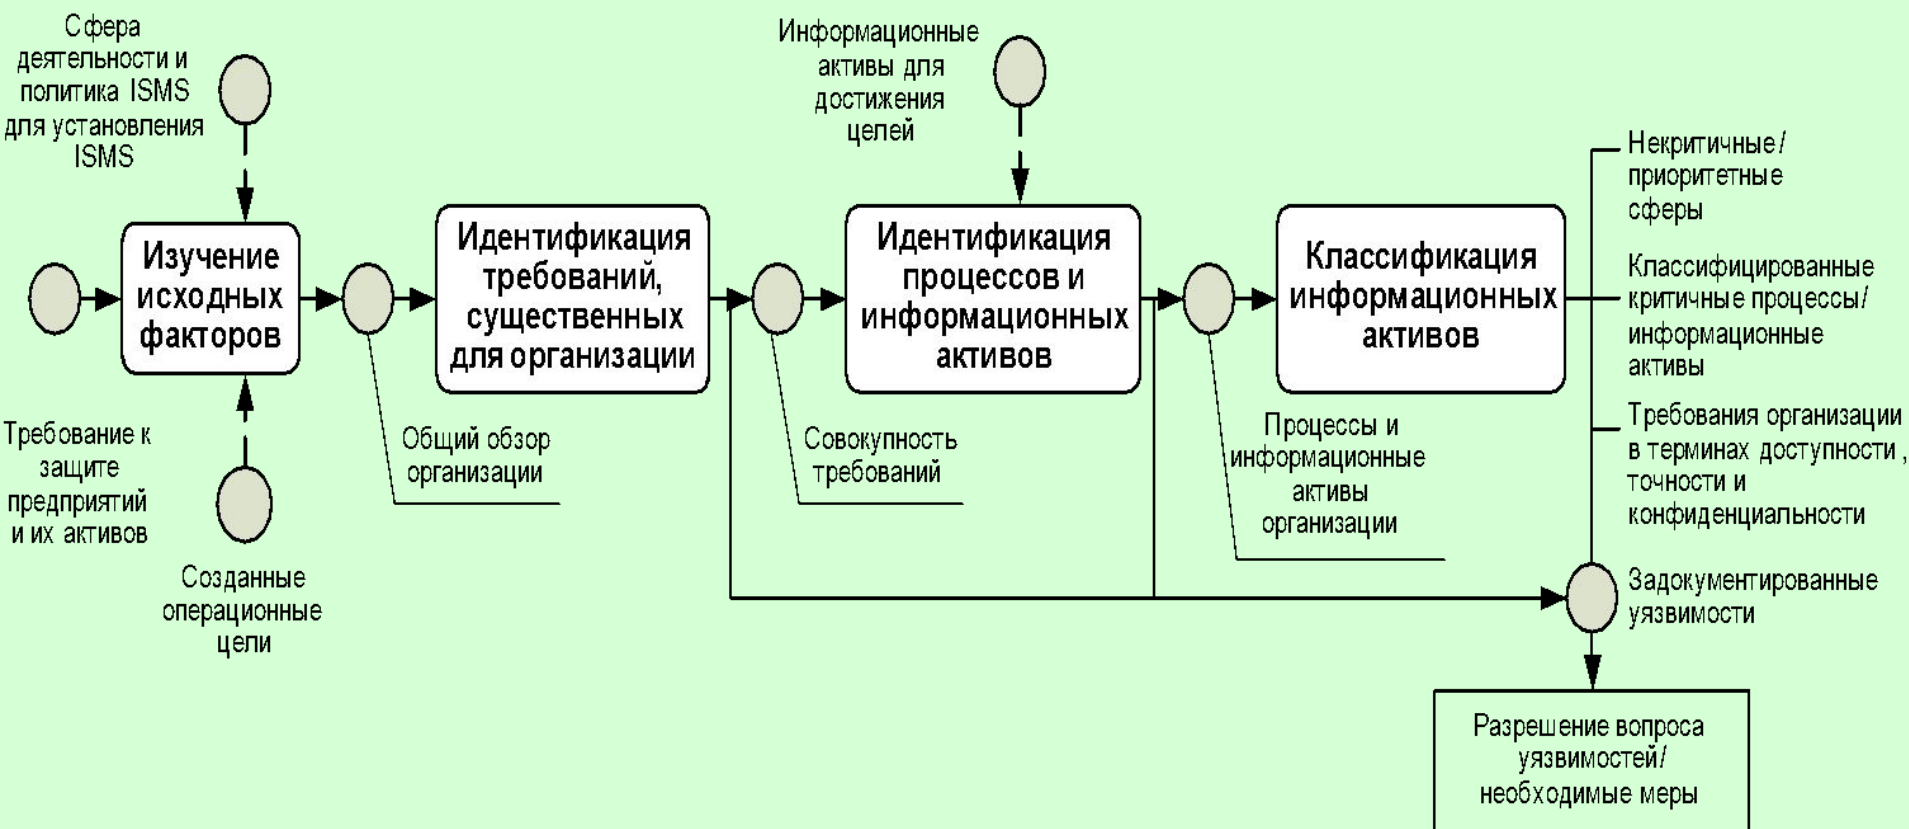 Сфера
деятельности и
политика ISMS
для установления
ISMS
Информационные
активы для
достижения
целей
Изучение
исходных
факторов
Идентификация
требований,
существенных
для организации
Идентификация
процессов и
информационных
активов
Классификация
информационных
активов
Некритичные/
приоритетные
сферы
Классифицированные
критичные процессы/
информационные
активы
Требования организации
в терминах доступности ,
точности и
конфиденциальности
Задокументированные
уязвимости
Требование к
защите
предприятий
и их активов
Созданные
операционные
цели
Общий обзор
организации
Совокупность
требований
Процессы и
информационные
активы
организации
Разрешение вопроса
уязвимостей/
необходимые меры